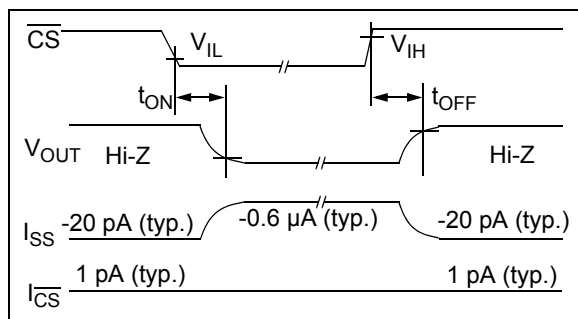 CS
V_IL
V_IH
t_ON
t_OFF
V_OUT
Hi-Z
Hi-Z
-20 pA (typ.)
-0.6 µA (typ.)
-20 pA (typ.)
I_SS
1 pA (typ.)
1 pA (typ.)
I_CS